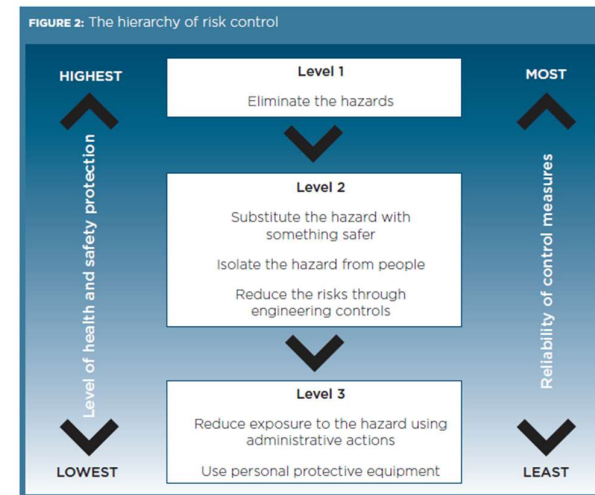 FIGURE 2: The hierarchy of risk control
HIGHEST
Level of health and safety protection
LOWEST
Level 1
Eliminate the hazards
Level 2
Substitute the hazard with
something safer
Isolate the hazard from people
Reduce the risks through
engineering controls
Level 3
Reduce exposure to the hazard using
administrative actions
Use personal protective equipment
MOST
Reliability of control measures
LEAST